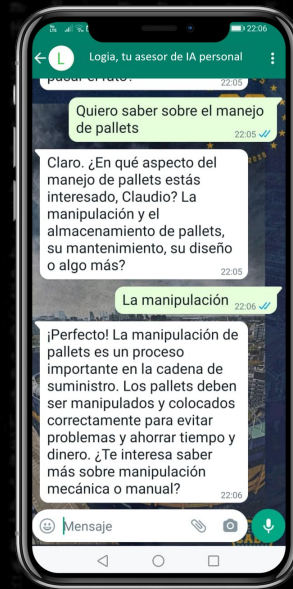 22:06
L
Logia, tu asesor de IA personal
pasar el rato?
22:05
Quiero saber sobre el manejo
de pallets
22:05
Claro. ¿En qué aspecto del
manejo de pallets estás
interesado, Claudio? La
manipulación y el
almacenamiento de pallets,
su mantenimiento, su diseño
o algo más?
22:05
La manipulación
22:06
¡Perfecto! La manipulación de
pallets es un proceso
importante en la cadena de
suministro. Los pallets deben
ser manipulados y colocados
correctamente para evitar
problemas y ahorrar tiempo y
dinero. ¿Te interesa saber
más sobre manipulación
mecánica o manual?
22:06
Mensaje